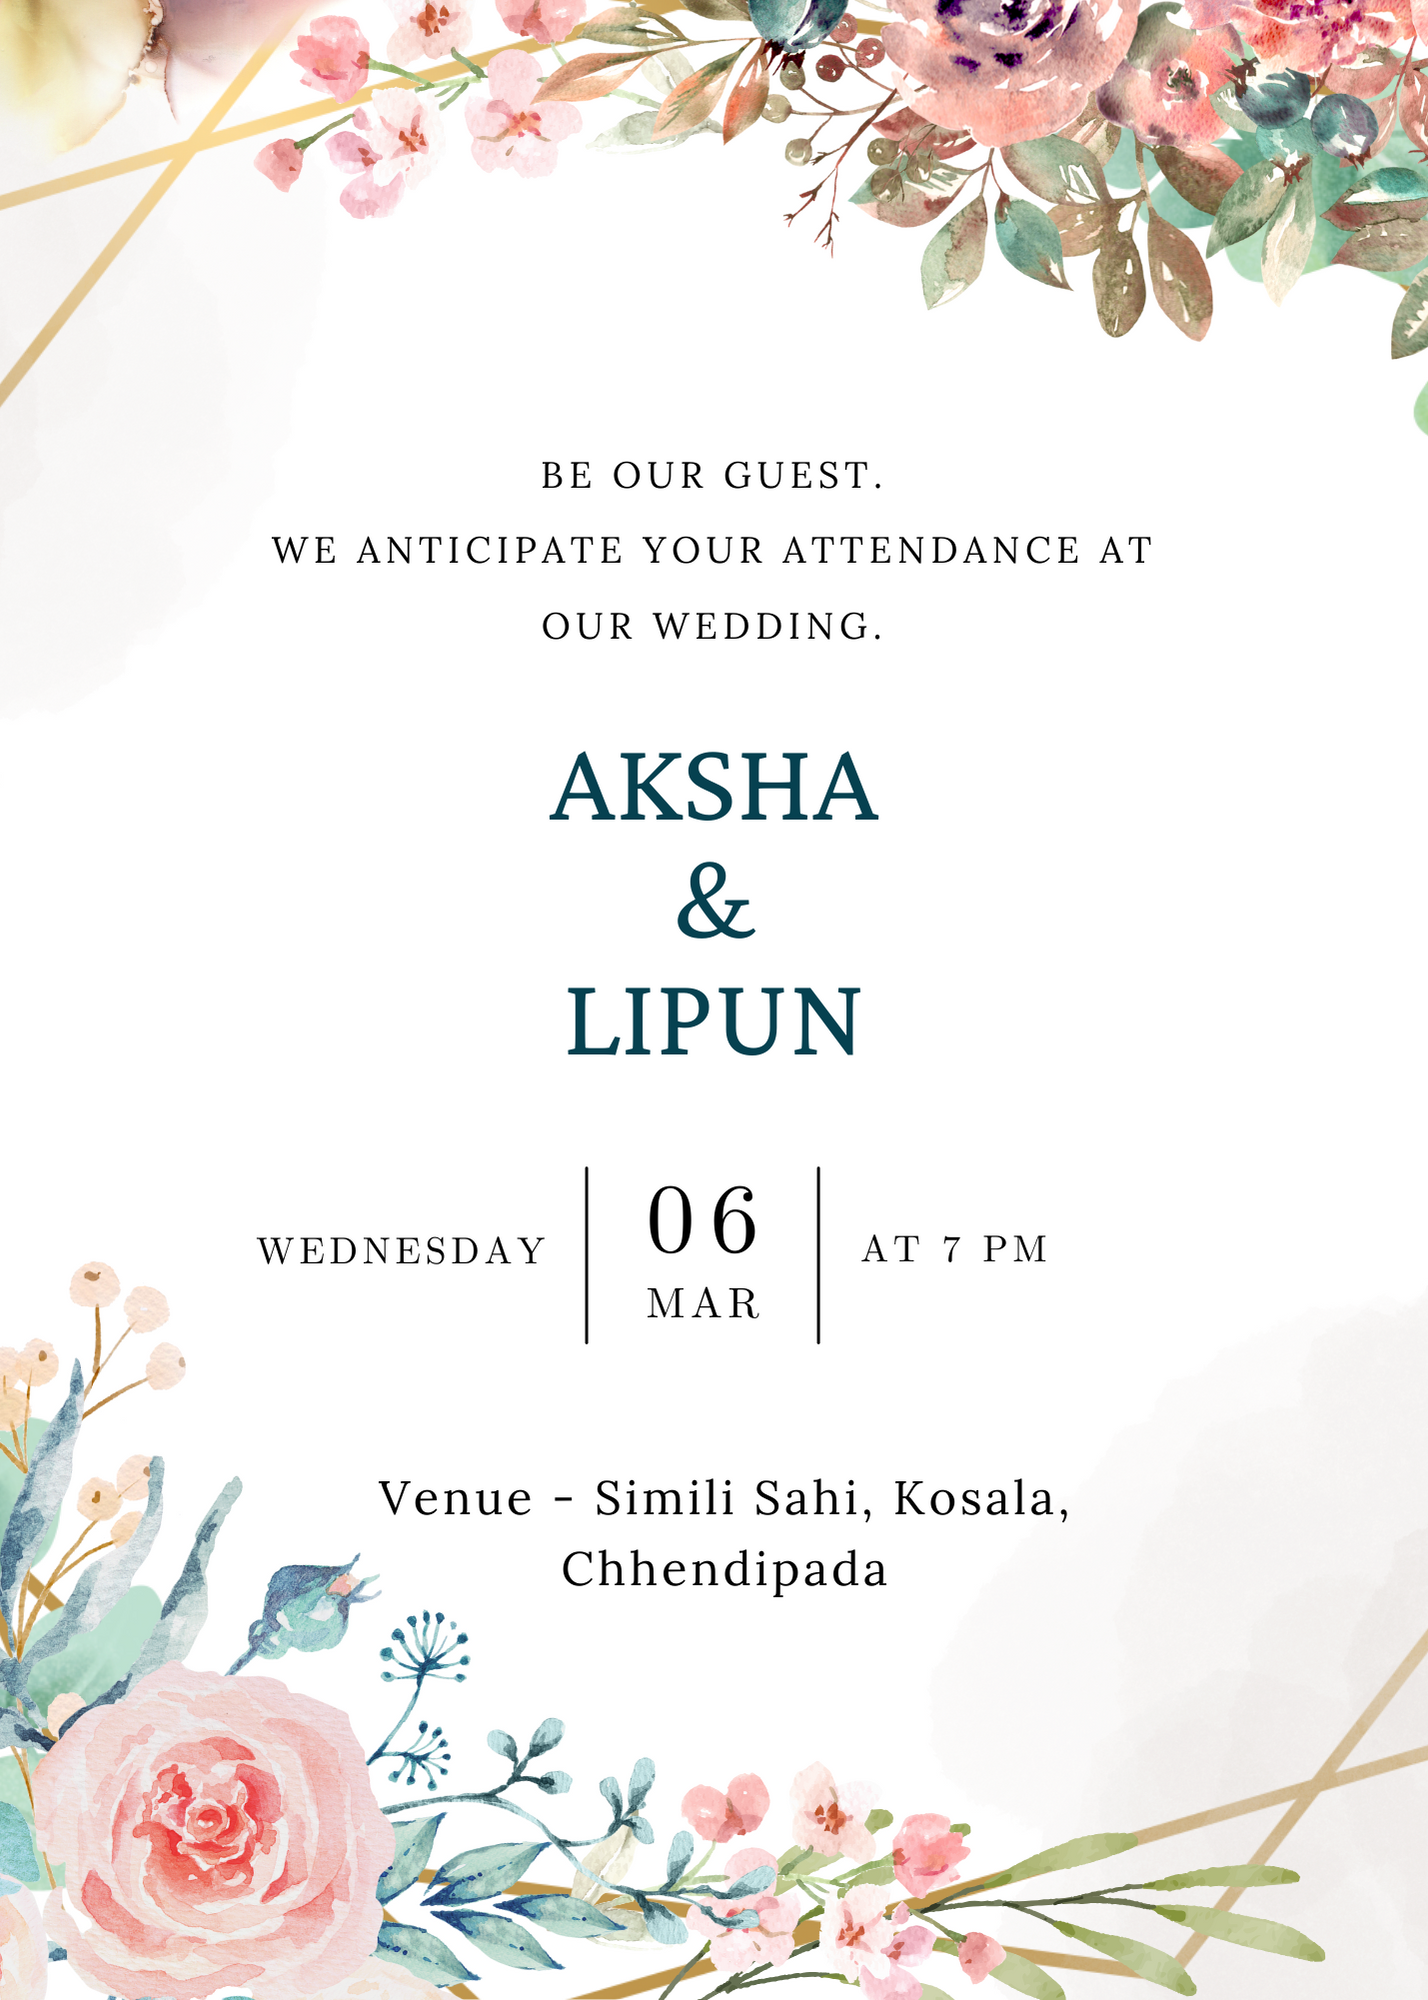 BE OUR GUEST.
WE ANTICIPATE YOUR ATTENDANCE AT
OUR WEDDING.
AKSHA
&
LIPUN
WEDNESDAY
06
MAR
AT 7 PM
Venue - Simili Sahi, Kosala,
Chhendipada